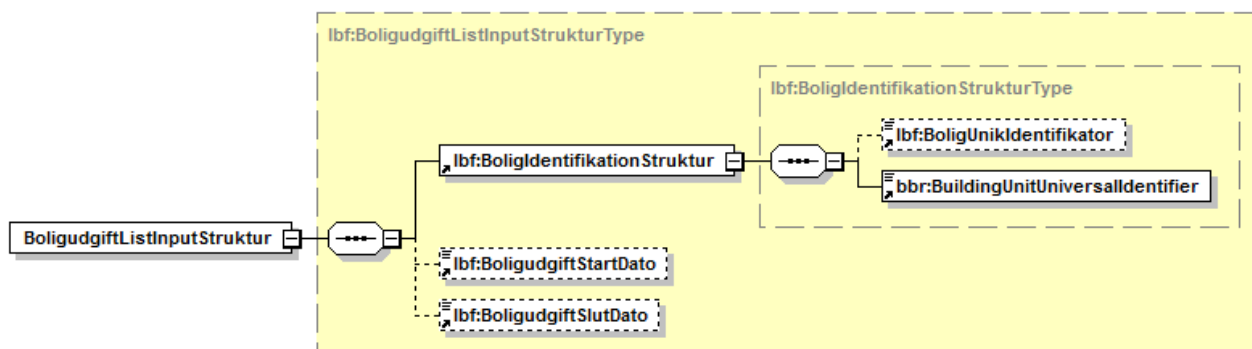 lbf:BoligudgiftListInputStrukturType
lbf:BoligIdentifikationStrukturType
lbf:BoligUnikIdentifikator
lbf:BoligIdentifikationStruktur
bbr:BuildingUnitUniversalIdentifier
BoligudgiftListInputStruktur
lbf:BoligudgiftStartDato
lbf:BoligudgiftSlutDato